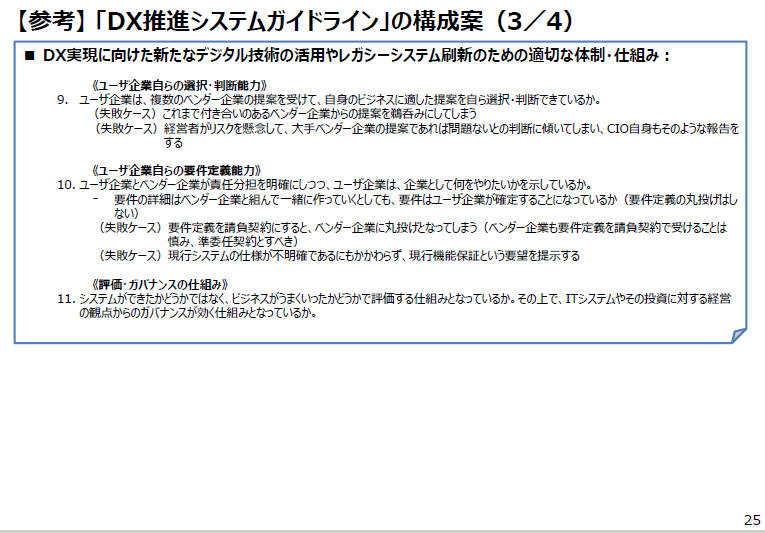 【参考】「DX推進システムガイドライン」の構成案（3／4）
■ DX実現に向けた新たなデジタル技術の活用やレガシーシステム刷新のための適切な体制・仕組み：
《ユーザ企業自らの選択・判断能力》
9. ユーザ企業は、複数のベンダー企業の提案を受けて、自身のビジネスに適した提案を自ら選択・判断できているか。
（失敗ケース）これまで付き合いのあるベンダー企業からの提案を鵜呑みにしてしまう
（失敗ケース）経営者がリスクを懸念して、大手ベンダー企業の提案であれば問題ないとの判断に傾いてしまい、CIO自身もそのような報告を
する
《ユーザ企業自らの要件定義能力》
10. ユーザ企業とベンダー企業が責任分担を明確にしつつ、ユーザ企業は、企業として何をやりたいかを示しているか。
- 要件の詳細はベンダー企業と組んで一緒に作っていくとしても、要件はユーザ企業が確定することになっているか（要件定義の丸投げはし
ない）
（失敗ケース）要件定義を請負契約にすると、ベンダー企業に丸投げとなってしまう（ベンダー企業も要件定義を請負契約で受けることは
慎み、準委任契約とすべき）
（失敗ケース）現行システムの仕様が不明確であるにもかかわらず、現行機能保証という要望を提示する
《評価・ガバナンスの仕組み》
11. システムができたかどうかではなく、ビジネスがうまくいったかどうかで評価する仕組みとなっているか。その上で、ITシステムやその投資に対する経営
の観点からのガバナンスが効く仕組みとなっているか。
25